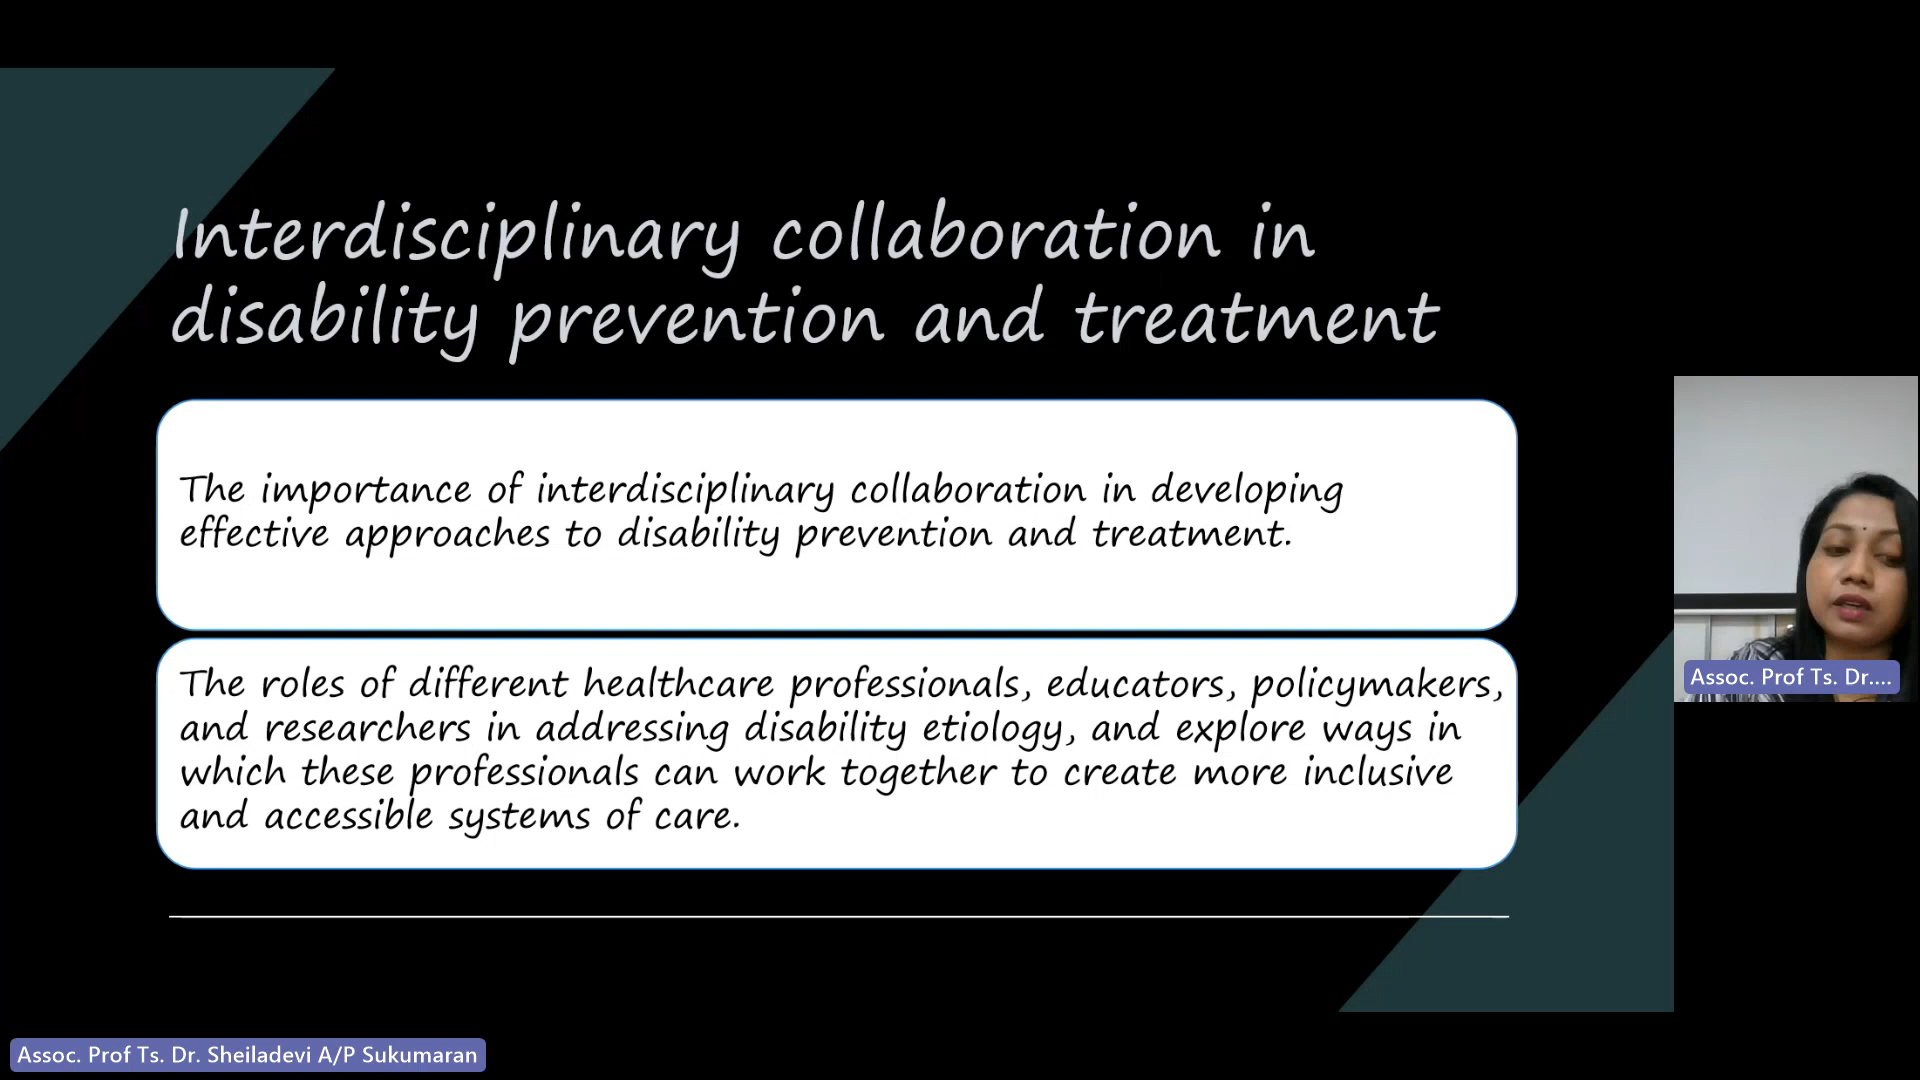 Interdisciplinary collaboration in
disability prevention and treatment
The importance of interdisciplinary collaboration in developing
effective approaches to disability prevention and treatment.
The roles of different healthcare professionals, educators, policymakers,
and researchers in addressing disability etiology, and explore ways in
which these professionals can work together to create more inclusive
and accessible systems of care.
Assoc. Prof Ts. Dr....
Assoc. Prof Ts. Dr. Sheiladevi A/P Sukumaran